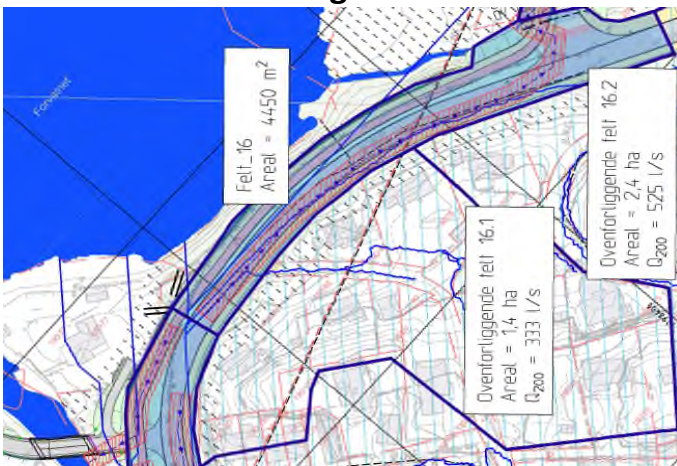 Felt_16
Areal = 4450 m²
Ovenforliggende felt 16.1
Areal = 1,4 ha
Q₂₀₀ = 333 l/s
Ovenforliggende felt 16.2
Areal = 2,4 ha
Q₂₀₀ = 525 l/s